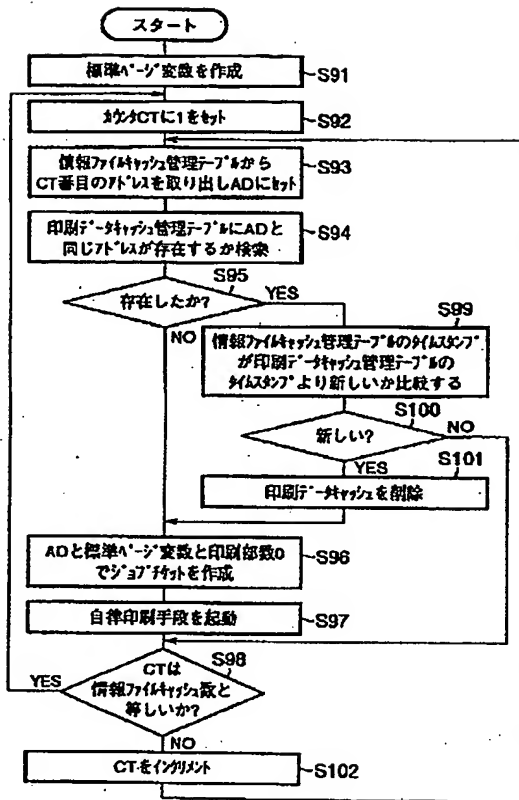 スタート
標準ページ変数を作成
S91
カウンタCTに1をセット
S92
情報ファイルキャッシュ管理テーブルから
CT番目のアドレスを取り出しADにセット
S93
印刷データキャッシュ管理テーブルにADと
同じアドレスが存在するか検索
S94
S95
存在したか?
YES
NO
S99
情報ファイルキャッシュ管理テーブルのタイムスタンプ
が印刷データキャッシュ管理テーブルの
タイムスタンプより新しいか比較する
S100
新しい?
NO
YES
S101
印刷データキャッシュを削除
ADと標準ページ変数と印刷部数0
でジョブチケットを作成
S96
自律印刷手段を起動
S97
S98
YES
CTは
情報ファイルキャッシュ数と
等しいか?
NO
CTをインクリメント
S102